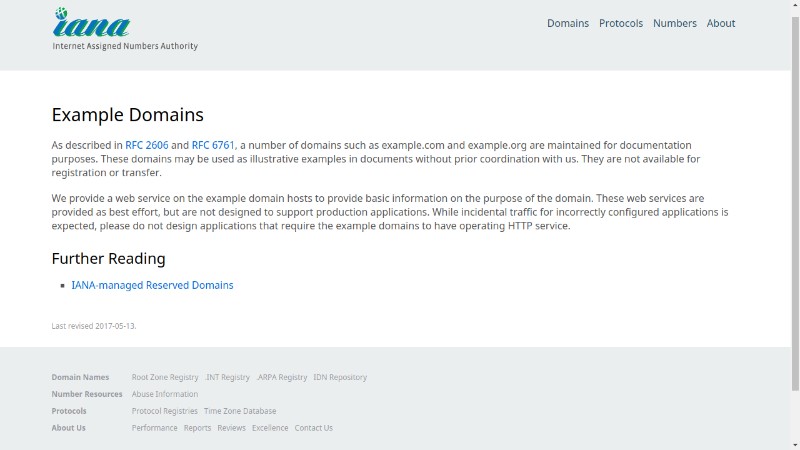 iana
Internet Assigned Numbers Authority
Domains Protocols Numbers About
Example Domains
As described in RFC 2606 and RFC 6761, a number of domains such as example.com and example.org are maintained for documentation
purposes. These domains may be used as illustrative examples in documents without prior coordination with us. They are not available for
registration or transfer.
We provide a web service on the example domain hosts to provide basic information on the purpose of the domain. These web services are
provided as best effort, but are not designed to support production applications. While incidental traffic for incorrectly configured applications is
expected, please do not design applications that require the example domains to have operating HTTP service.
Further Reading
IANA-managed Reserved Domains
Last revised 2017-05-13.
Domain Names Root Zone Registry .INT Registry .ARPA Registry IDN Repository
Number Resources Abuse Information
Protocols Protocol Registries Time Zone Database
About Us Performance Reports Reviews Excellence Contact Us